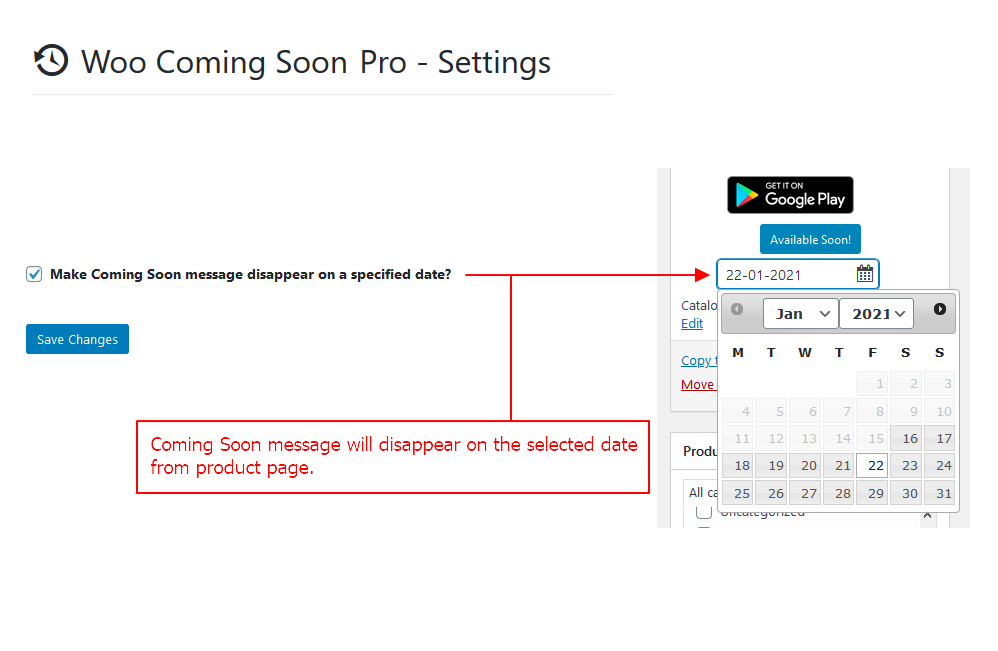 Woo Coming Soon Pro - Settings
GET IT ON
Google Play
Available Soon!
Make Coming Soon message disappear on a specified date?
22-01-2021
Catalo
Edit
Jan 2021
Save Changes
M T W T F S S
Copy
Move
1 2 3
4 5 6 7 8 9 10
11 12 13 14 15 16 17
18 19 20 21 22 23 24
25 26 27 28 29 30 31
Coming Soon message will disappear on the selected date
from product page.
Produ
All ca
Uncategorized